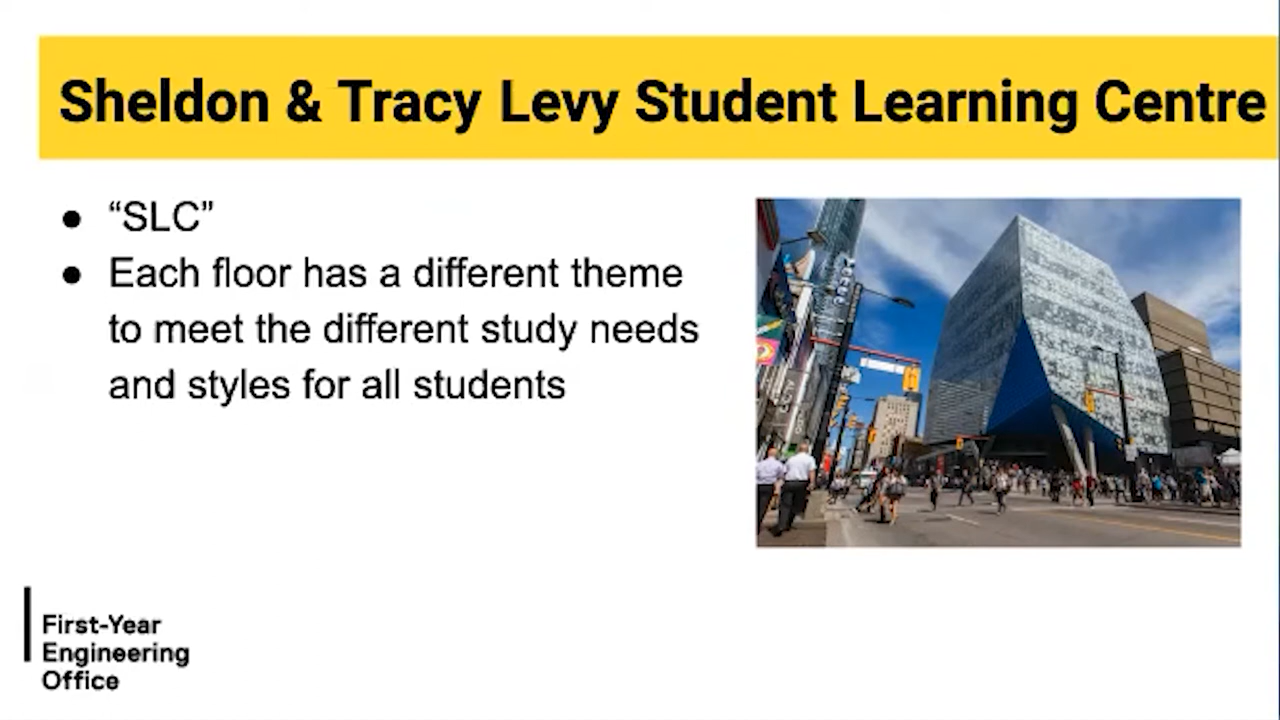 Sheldon & Tracy Levy Student Learning Centre
● “SLC”
● Each floor has a different theme
to meet the different study needs
and styles for all students
First-Year
Engineering
Office